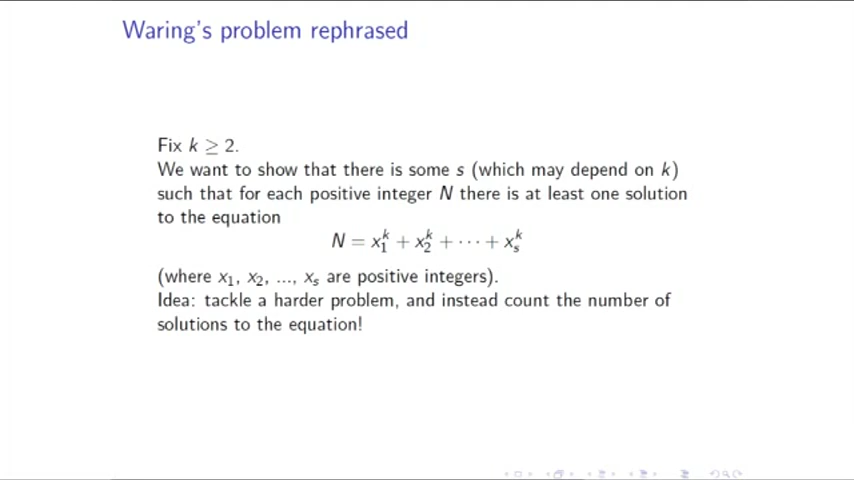 Waring's problem rephrased
Fix k ≥ 2.
We want to show that there is some s (which may depend on k)
such that for each positive integer N there is at least one solution
to the equation
N = x₁ᵏ + x₂ᵏ + ··· + xₛᵏ
(where x₁, x₂, ..., xₛ are positive integers).
Idea: tackle a harder problem, and instead count the number of
solutions to the equation!